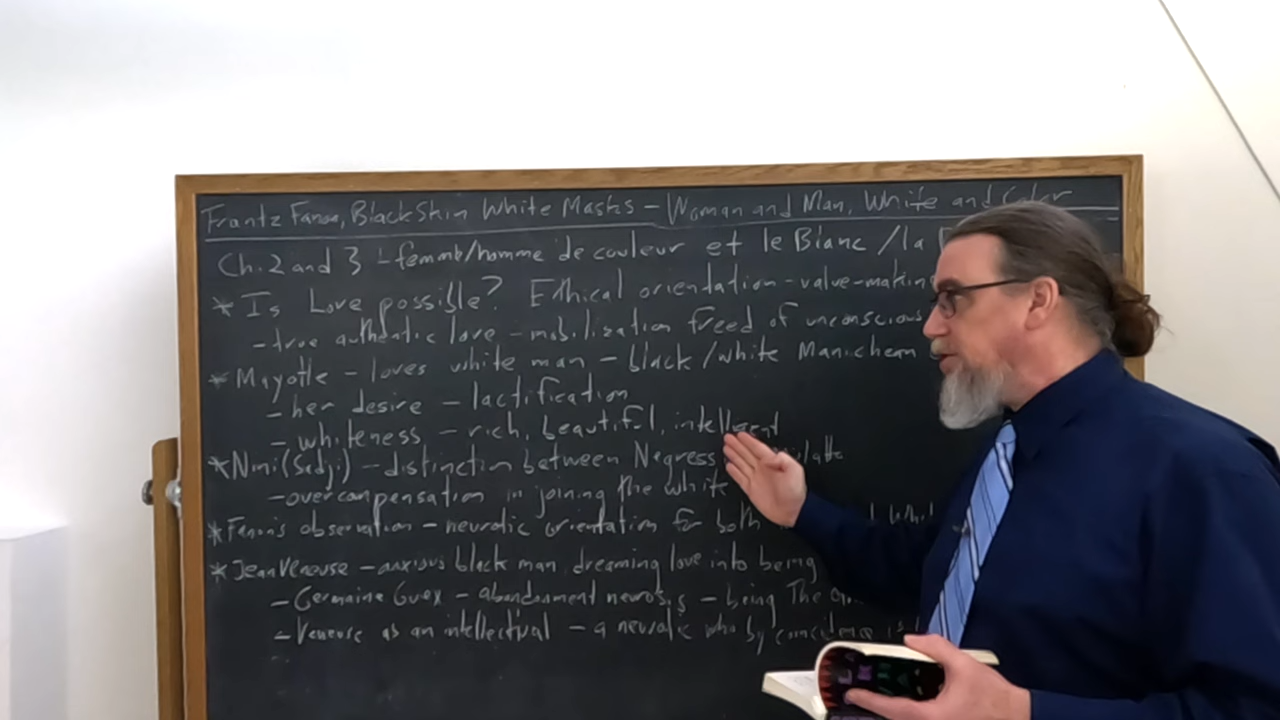 Frantz Fanon, Black Skin White Masks - Woman and Man, White and Color
Ch. 2 and 3 - femme/homme de couleur et le Blanc /la
* Is Love possible? Ethical orientation - value-making
- true authentic love - mobilization freed of unconscious
* Mayotte - loves white man - black/white Manichean
- her desire - lactification
- whiteness - rich, beautiful, intelligent
* Nini (Sadji) - distinction between Negress
- overcompensation in joining the white
* Fanon's observation - neurotic orientation for both
* Jean Veneuse - anxious black man dreaming love into being
- Germaine Guex - abandonment neurosis - being The
- Veneuse as an intellectual - a neurotic who by coincidence is